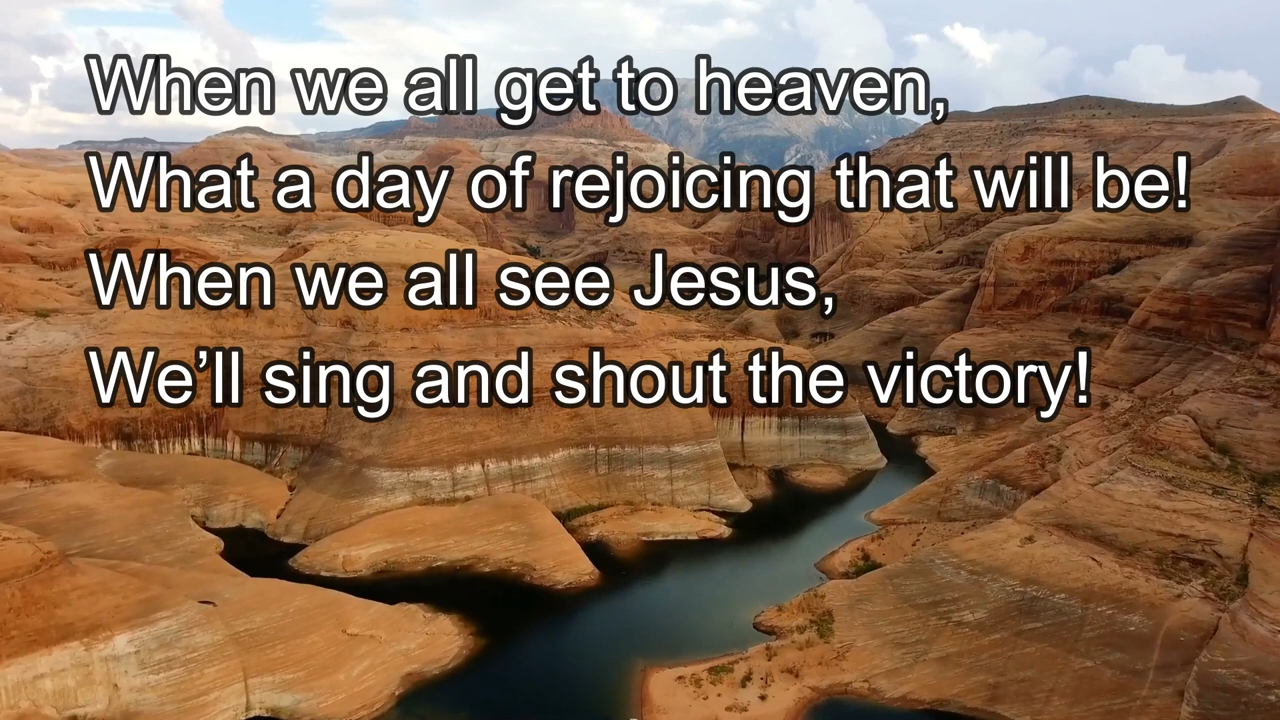 When we all get to heaven,
What a day of rejoicing that will be!
When we all see Jesus,
We’ll sing and shout the victory!